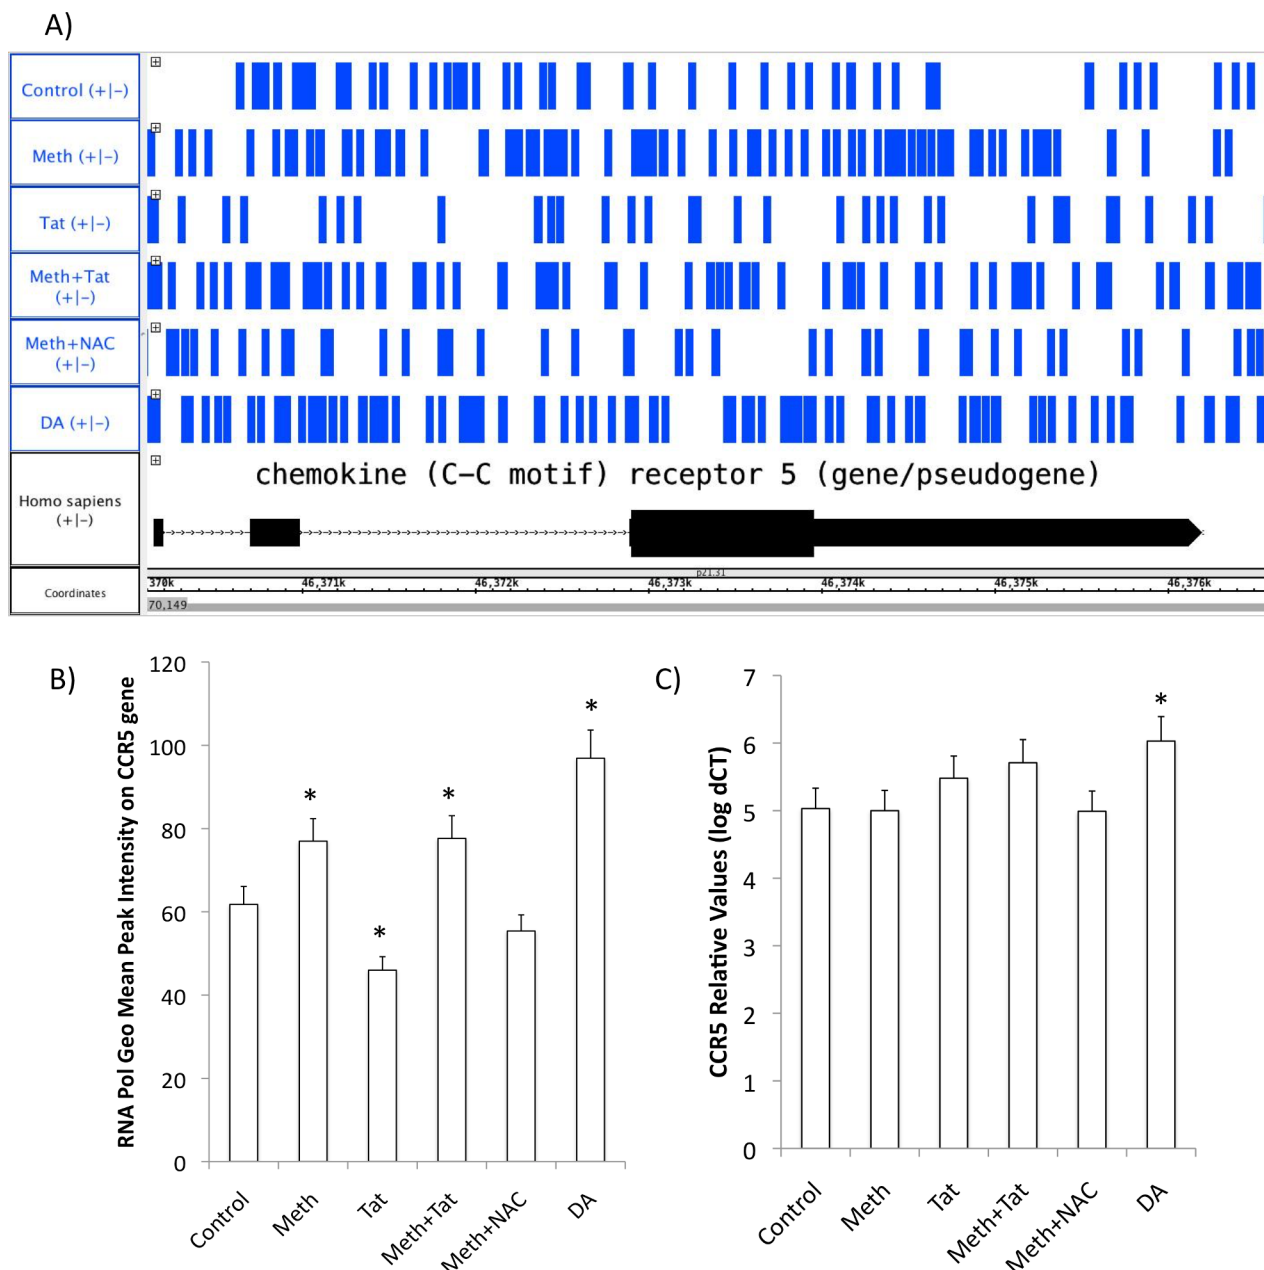 A)
Control (+|−)
Meth (+|−)
Tat (+|−)
Meth+Tat
(+|−)
Meth+NAC
(+|−)
DA (+|−)
chemokine (C−C motif) receptor 5 (gene/pseudogene)
Homo sapiens
(+|−)
p21.31
370k 46,371k 46,372k 46,373k 46,374k 46,375k 46,376k
Coordinates
70,149
B)
RNA Pol Geo Mean Peak Intensity on CCR5 gene
120
100
80
60
40
20
0
* * * *
Control Meth Tat Meth+Tat Meth+NAC DA
C)
CCR5 Relative Values (log dCT)
7
6
5
4
3
2
1
0
*
Control Meth Tat Meth+Tat Meth+NAC DA